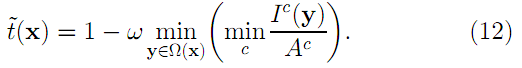 t̃(x) = 1 − ω min_{y∈Ω(x)} ( min_c I^c(y) / A^c ). (12)